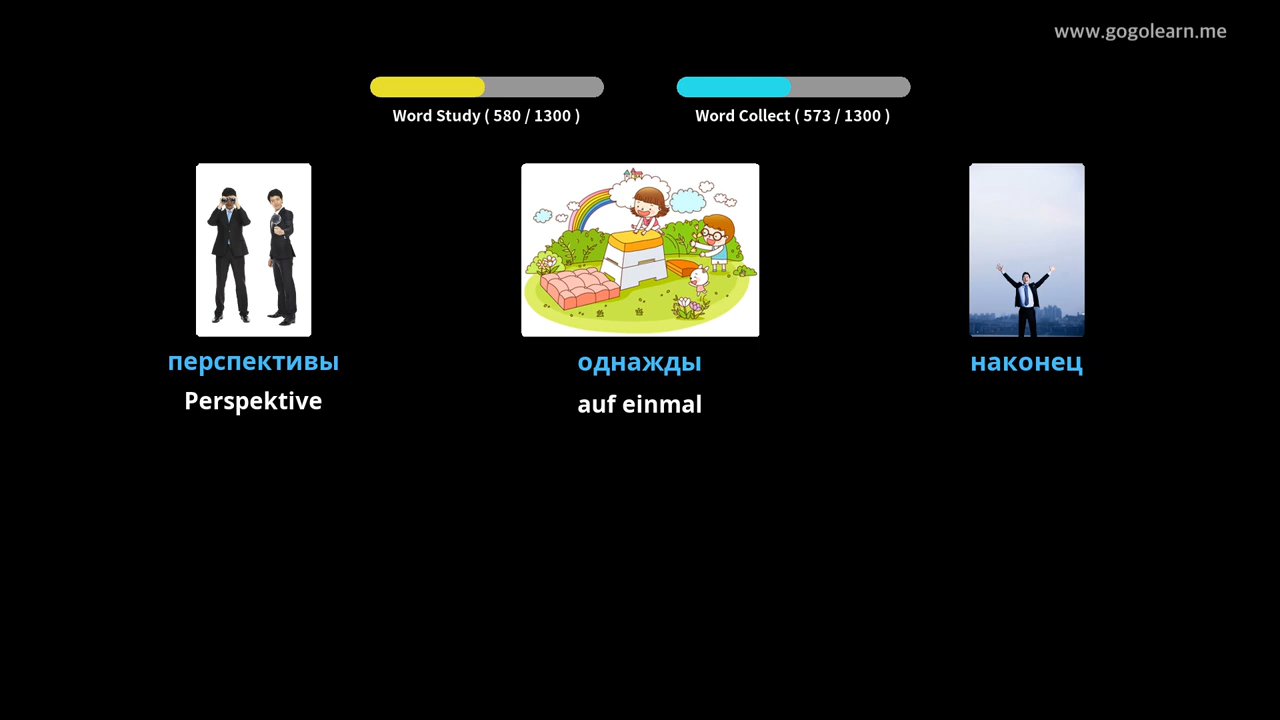 www.gogolearn.me
Word Study ( 580 / 1300 )
Word Collect ( 573 / 1300 )
перспективы
однажды
наконец
Perspektive
auf einmal